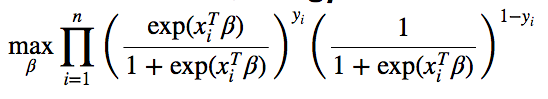 max_β ∏_{i=1}^{n} ( exp(x_i^T β) / (1 + exp(x_i^T β)) )^{y_i} ( 1 / (1 + exp(x_i^T β)) )^{1−y_i}